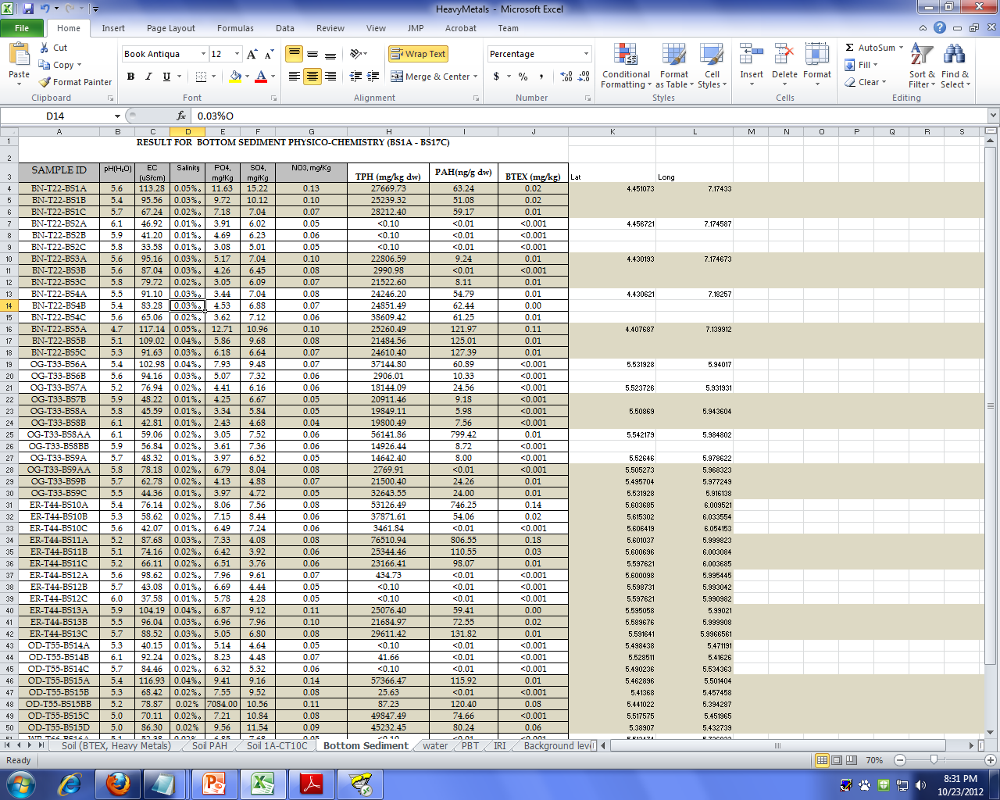 HeavyMetals - Microsoft Excel
File Home Insert Page Layout Formulas Data Review View JMP Acrobat Team
Paste Cut Copy Format Painter Clipboard
Book Antiqua 12 B I U Font
Wrap Text Merge & Center Alignment
Percentage $ % , Number
Conditional Formatting Format as Table Cell Styles Styles
Insert Delete Format Cells
AutoSum Fill Clear Sort & Filter Find & Select Editing
D14 fx 0.03%O
A B C D E F G H I J K L M N O P Q R S
1 RESULT FOR BOTTOM SEDIMENT PHYSICO-CHEMISTRY (BS1A - BS17C)
2
3 SAMPLE ID pH(H₂O) EC (uS/cm) Salinity PO4, mg/Kg SO4, mg/Kg NO3, mg/Kg TPH (mg/kg dw) PAH(ng/g dw) BTEX (mg/kg) Lat Long
4 BN-T22-BS1A 5.6 113.28 0.05%o 11.63 15.22 0.13 27669.73 63.24 0.02 4.451073 7.17433
5 BN-T22-BS1B 5.4 95.56 0.03%o 9.72 10.12 0.10 25239.32 51.08 0.02
6 BN-T22-BS1C 5.7 67.24 0.02%o 7.18 7.04 0.07 28212.40 59.17 0.01
7 BN-T22-BS2A 6.1 46.92 0.01%o 3.91 6.02 0.05 <0.10 <0.01 <0.001 4.456721 7.174587
8 BN-T22-BS2B 5.9 41.20 0.01%o 4.69 6.23 0.06 <0.10 <0.01 <0.001
9 BN-T22-BS2C 5.8 33.58 0.01%o 3.08 5.01 0.05 <0.10 <0.01 <0.001
10 BN-T22-BS3A 5.6 95.16 0.03%o 5.17 7.04 0.10 22806.59 9.24 0.01 4.430193 7.174673
11 BN-T22-BS3B 5.6 87.04 0.03%o 4.26 6.45 0.08 2990.98 <0.01 <0.001
12 BN-T22-BS3C 5.8 79.72 0.02%o 3.05 6.09 0.07 21522.60 8.11 0.01
13 BN-T22-BS4A 5.5 91.10 0.03%o 3.44 7.04 0.08 24246.20 54.79 0.01 4.430621 7.18257
14 BN-T22-BS4B 5.4 83.28 0.03%o 4.53 6.88 0.07 24851.49 62.44 0.00
15 BN-T22-BS4C 5.6 65.06 0.02%o 3.62 7.12 0.06 38609.42 61.25 0.01
16 BN-T22-BS5A 4.7 117.14 0.05%o 12.71 10.96 0.10 25260.49 121.97 0.11 4.407687 7.139912
17 BN-T22-BS5B 5.1 109.02 0.04%o 5.86 9.68 0.08 21484.56 125.01 0.01
18 BN-T22-BS5C 5.3 91.63 0.03%o 6.18 6.64 0.07 24610.40 127.39 0.01
19 OG-T33-BS6A 5.4 102.98 0.04%o 7.93 9.48 0.07 37144.80 60.89 <0.001 5.531928 5.94017
20 OG-T33-BS6B 5.6 94.16 0.03%o 5.07 7.32 0.06 2906.01 10.33 <0.001
21 OG-T33-BS7A 5.2 76.94 0.02%o 4.41 6.16 0.06 18144.09 24.56 <0.001 5.523726 5.931931
22 OG-T33-BS7B 5.9 48.22 0.01%o 4.25 6.67 0.05 20911.46 9.18 <0.001
23 OG-T33-BS8A 5.8 45.59 0.01%o 3.34 5.84 0.05 19849.11 5.98 <0.001 5.50869 5.943604
24 OG-T33-BS8B 6.1 42.81 0.01%o 2.43 4.68 0.04 19800.49 7.56 <0.001
25 OG-T33-BS8AA 6.1 59.06 0.02%o 3.05 7.52 0.06 56141.86 799.42 0.01 5.542179 5.984802
26 OG-T33-BS8BB 5.9 56.84 0.02%o 3.61 7.36 0.06 14926.44 8.72 <0.001
27 OG-T33-BS9A 5.7 48.32 0.01%o 3.97 6.52 0.05 14642.40 8.00 <0.001 5.52646 5.978622
28 OG-T33-BS9AA 5.8 78.18 0.02%o 6.79 8.04 0.08 2769.91 <0.01 <0.001 5.505273 5.968323
29 OG-T33-BS9B 5.7 62.78 0.02%o 4.13 4.88 0.07 21500.40 24.26 0.01 5.495704 5.977249
30 OG-T33-BS9C 5.5 44.36 0.01%o 3.97 4.72 0.05 32643.55 24.00 0.01 5.531928 5.916138
31 ER-T44-BS10A 5.4 76.14 0.02%o 8.06 7.56 0.08 53126.49 746.25 0.14 5.603685 6.009521
32 ER-T44-BS10B 5.3 58.62 0.02%o 7.15 8.44 0.06 37871.61 54.06 0.02 5.615302 6.033554
33 ER-T44-BS10C 5.6 42.07 0.01%o 6.49 7.24 0.06 3461.84 <0.01 <0.001 5.606419 6.054153
34 ER-T44-BS11A 5.2 87.68 0.03%o 7.33 4.08 0.08 76510.94 806.55 0.18 5.601037 5.999823
35 ER-T44-BS11B 5.1 74.16 0.02%o 6.42 3.92 0.06 25344.46 110.55 0.03 5.600696 6.003084
36 ER-T44-BS11C 5.2 66.11 0.02%o 6.51 3.76 0.06 23166.41 98.07 0.01 5.597621 6.003685
37 ER-T44-BS12A 5.6 98.62 0.02%o 7.96 9.61 0.07 434.73 <0.01 <0.001 5.600098 5.995445
38 ER-T44-BS12B 5.7 43.08 0.01%o 6.69 4.44 0.05 <0.10 <0.01 <0.001 5.598731 5.993042
39 ER-T44-BS12C 6.0 37.58 0.01%o 5.78 4.28 0.05 <0.10 <0.01 <0.001 5.597621 5.990982
40 ER-T44-BS13A 5.9 104.19 0.04%o 6.87 9.12 0.11 25076.40 59.41 0.00 5.595058 5.99021
41 ER-T44-BS13B 5.5 96.04 0.03%o 6.96 7.96 0.10 21684.97 72.55 0.02 5.589676 5.999908
42 ER-T44-BS13C 5.7 88.52 0.03%o 5.05 6.80 0.08 29611.42 131.82 0.01 5.591641 5.9966561
43 OD-T55-BS14A 5.3 40.15 0.01%o 5.14 4.64 0.05 <0.10 <0.01 <0.001 5.498438 5.471191
44 OD-T55-BS14B 6.1 92.24 0.02%o 8.23 4.48 0.07 41.66 <0.01 <0.001 5.528511 5.41626
45 OD-T55-BS14C 5.7 84.46 0.02%o 6.32 5.32 0.06 <0.10 <0.01 <0.001 5.490236 5.534363
46 OD-T55-BS15A 5.4 116.93 0.04%o 9.41 9.16 0.14 57366.47 115.92 0.01 5.462896 5.501404
47 OD-T55-BS15B 5.3 68.42 0.02%o 7.55 9.52 0.08 25.63 <0.01 <0.001 5.41368 5.457458
48 OD-T55-BS15BB 5.2 78.87 0.02% 7084.00 10.56 0.11 87.23 120.40 0.08 5.441022 5.394287
49 OD-T55-BS15C 5.0 70.11 0.02%o 7.21 10.84 0.08 49847.49 74.66 <0.001 5.517575 5.451965
50 OD-T55-BS15D 5.0 86.30 0.02% 9.56 11.54 0.09 45232.45 80.24 0.06 5.38907 5.432739
Soil (BTEX, Heavy Metals) Soil PAH Soil 1A-CT10C Bottom Sediment water PBT IRI Background leve
Ready 70%
8:31 PM
10/23/2012